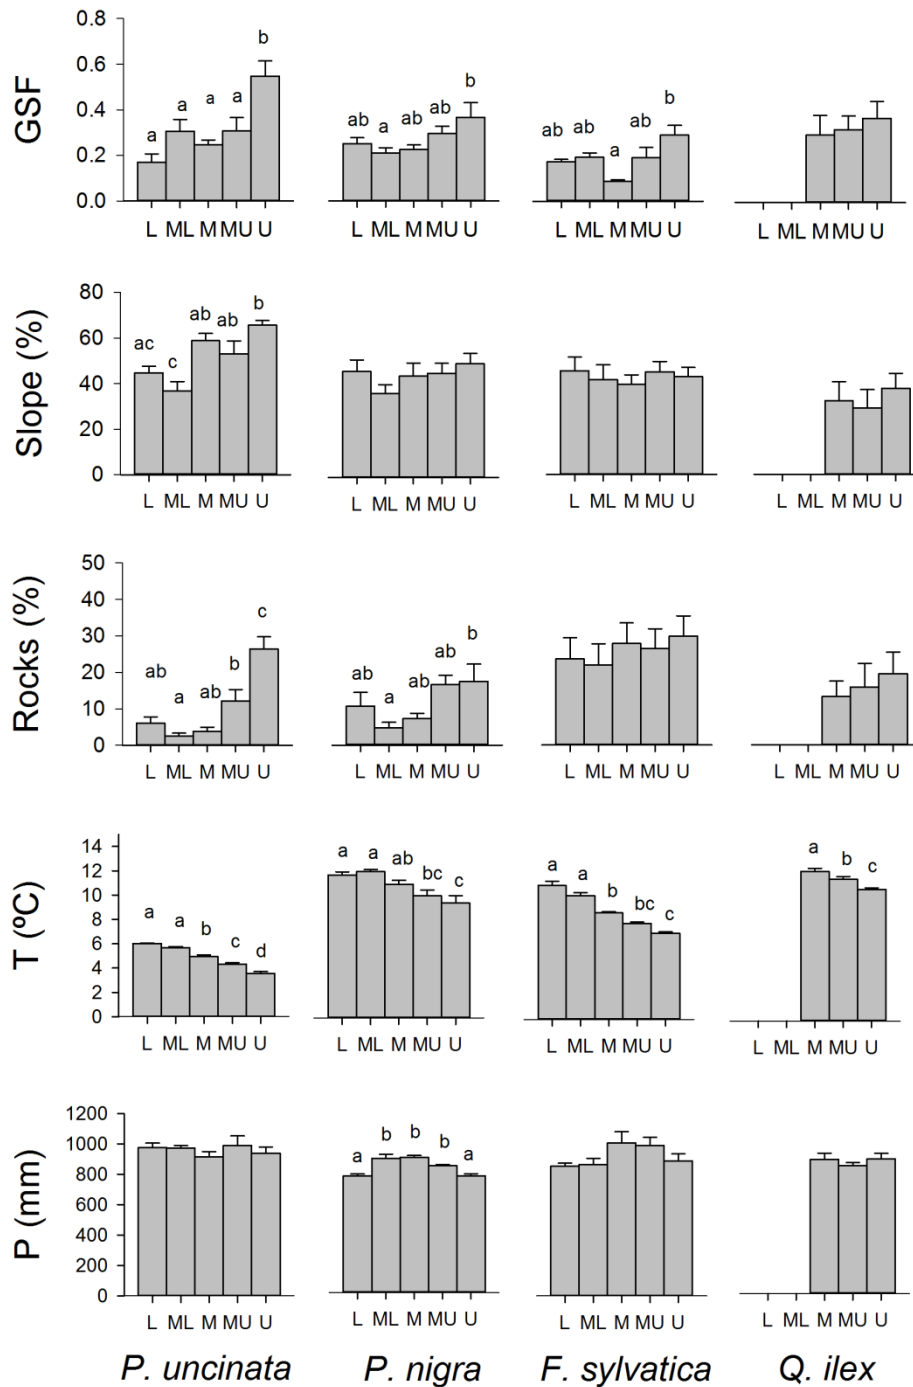 GSF
0.8
0.6
0.4
0.2
0.0
a a a a b
ab a ab ab b
ab ab a ab b
L ML M MU U L ML M MU U L ML M MU U L ML M MU U
Slope (%)
80
60
40
20
0
ac c ab ab b
L ML M MU U L ML M MU U L ML M MU U L ML M MU U
Rocks (%)
50
40
30
20
10
0
ab a ab b c
ab a ab ab b
L ML M MU U L ML M MU U L ML M MU U L ML M MU U
T (ºC)
14
12
10
8
6
4
2
0
a a b c d
a a ab bc c
a a b bc c
a b c
L ML M MU U L ML M MU U L ML M MU U L ML M MU U
P (mm)
1200
1000
800
600
400
200
0
a b b b a
L ML M MU U L ML M MU U L ML M MU U L ML M MU U
P. uncinata P. nigra F. sylvatica Q. ilex